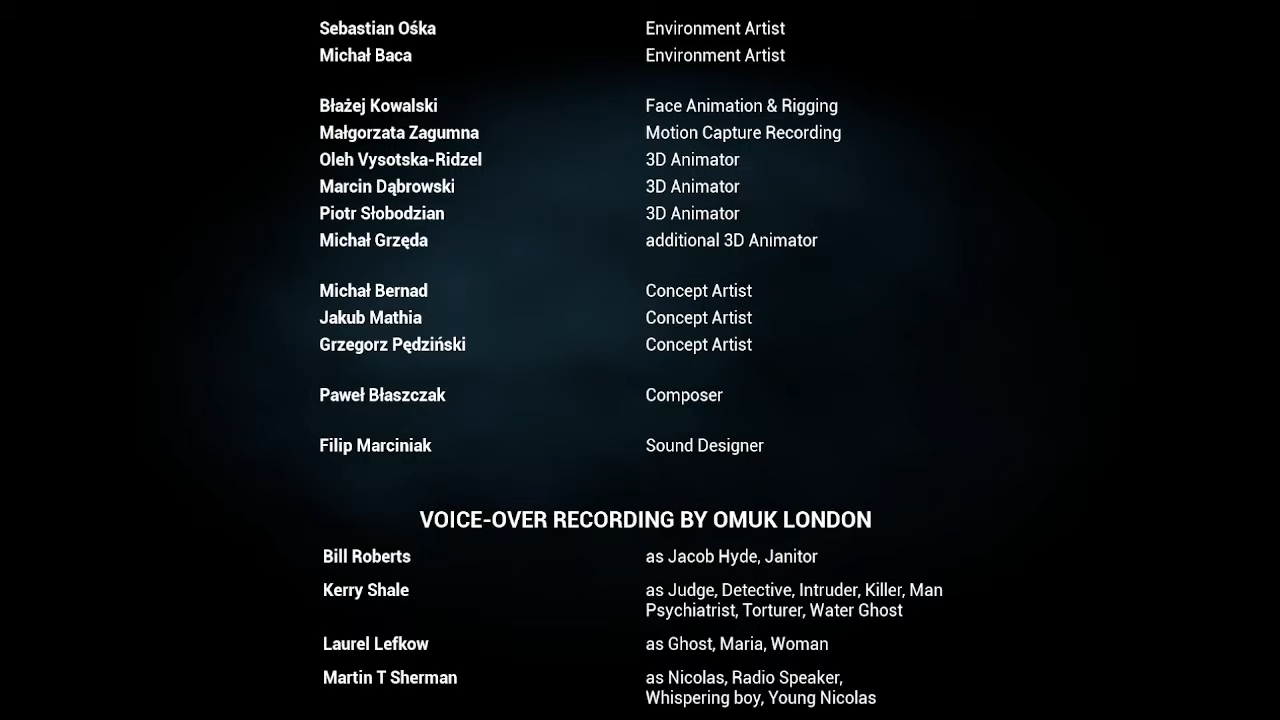 Sebastian Ośka Environment Artist
Michał Baca Environment Artist
Błażej Kowalski Face Animation & Rigging
Małgorzata Zagumna Motion Capture Recording
Oleh Vysotska-Ridzel 3D Animator
Marcin Dąbrowski 3D Animator
Piotr Słobodzian 3D Animator
Michał Grzęda additional 3D Animator
Michał Bernad Concept Artist
Jakub Mathia Concept Artist
Grzegorz Pędziński Concept Artist
Paweł Błaszczak Composer
Filip Marciniak Sound Designer
VOICE-OVER RECORDING BY OMUK LONDON
Bill Roberts as Jacob Hyde, Janitor
Kerry Shale as Judge, Detective, Intruder, Killer, Man
Psychiatrist, Torturer, Water Ghost
Laurel Lefkow as Ghost, Maria, Woman
Martin T Sherman as Nicolas, Radio Speaker,
Whispering boy, Young Nicolas